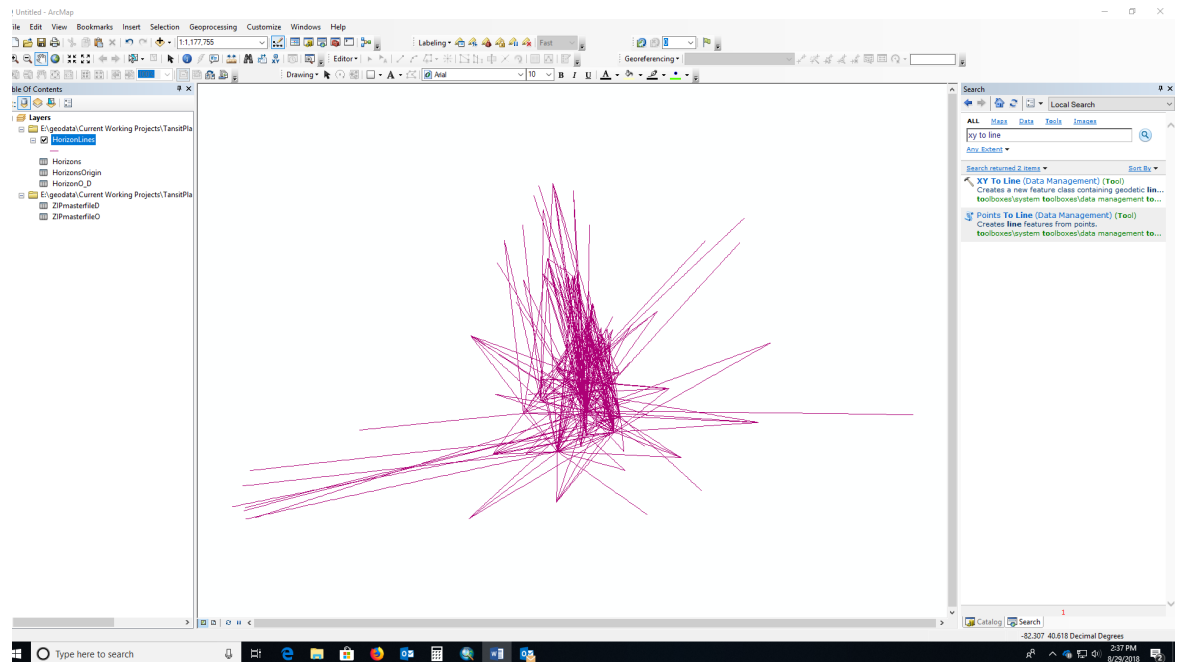 Untitled - ArcMap
ile Edit View Bookmarks Insert Selection Geoprocessing Customize Windows Help
1:1,177,755 Labeling Fast 0
Editor Georeferencing
Drawing A Arial 10 B I U A
ble Of Contents
Layers
E:\geodata\Current Working Projects\TansitPla
HorizonLines
Horizons
HorizonsOrigin
HorizonO_D
E:\geodata\Current Working Projects\TansitPla
ZIPmasterfileD
ZIPmasterfileO
Search
Local Search
ALL Maps Data Tools Images
xy to line
Any Extent
Search returned 2 items Sort By
XY To Line (Data Management) (Tool)
Creates a new feature class containing geodetic lin...
toolboxes\system toolboxes\data management to...
Points To Line (Data Management) (Tool)
Creates line features from points.
toolboxes\system toolboxes\data management to...
1
Catalog Search
-82.307 40.618 Decimal Degrees
Type here to search
2:37 PM
8/29/2018